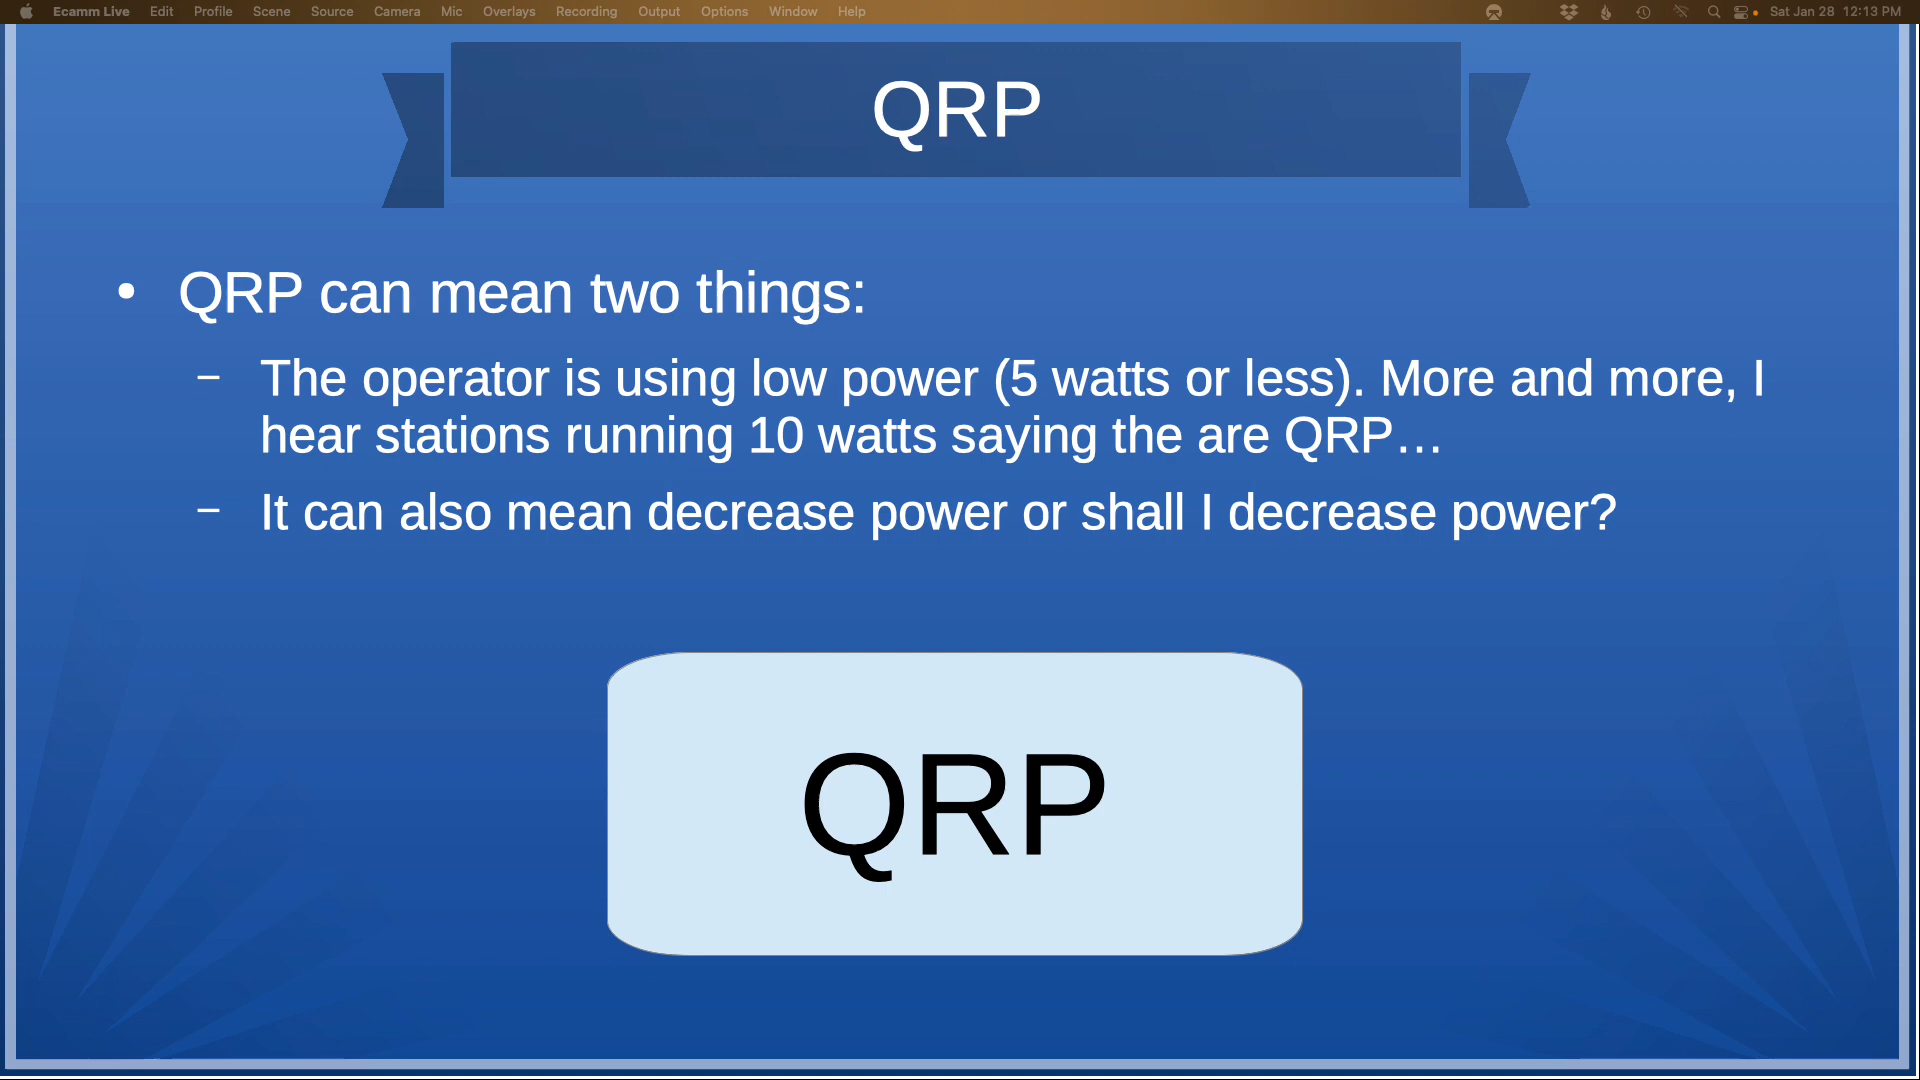 Ecamm Live Edit Profile Scene Source Camera Mic Overlays Recording Output Options Window Help Sat Jan 28 12:13 PM
QRP
• QRP can mean two things:
– The operator is using low power (5 watts or less). More and more, I
hear stations running 10 watts saying the are QRP…
– It can also mean decrease power or shall I decrease power?
QRP